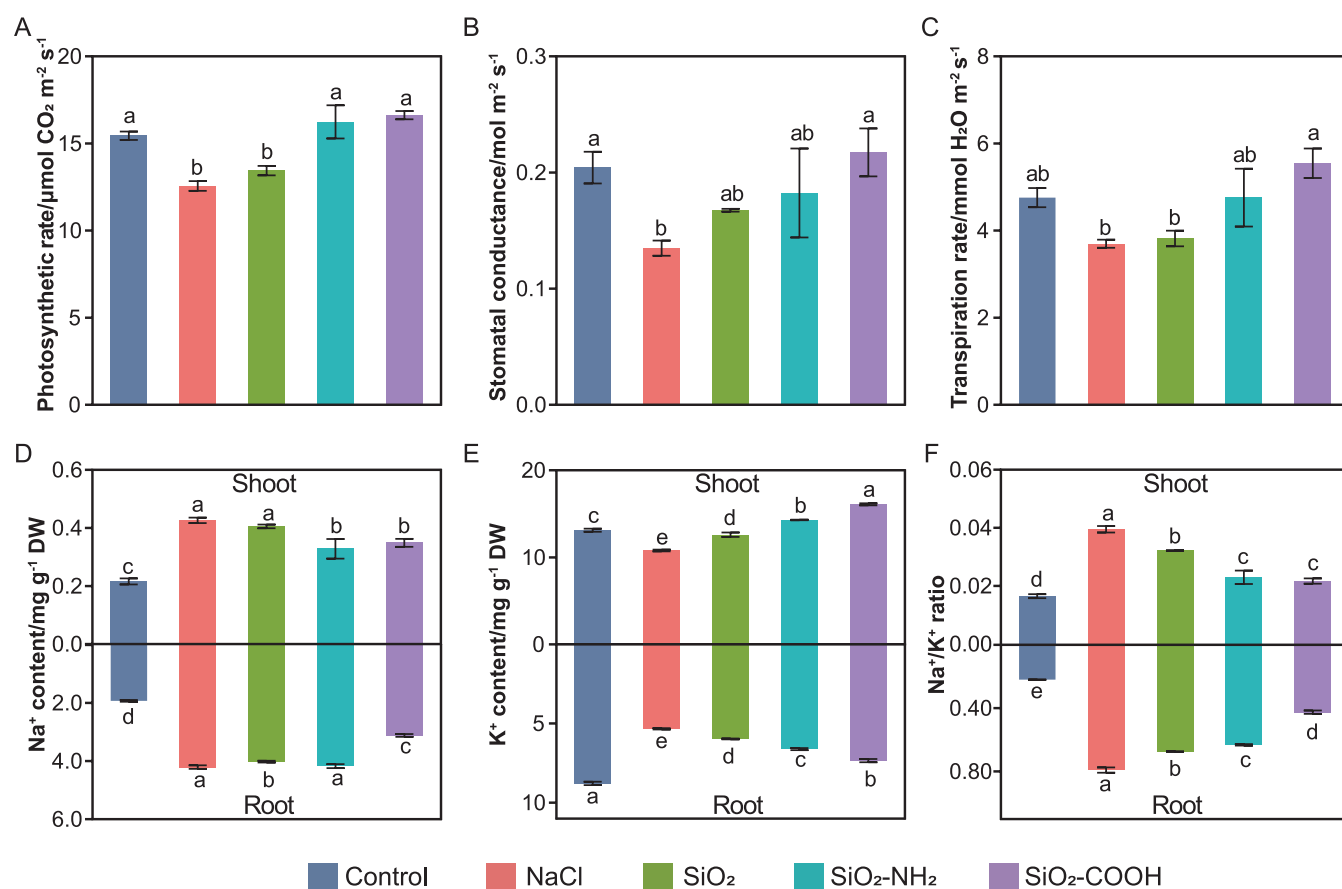 A
Photosynthetic rate/μmol CO₂ m⁻² s⁻¹
20
15
10
5
0
a
b
b
a
a
B
Stomatal conductance/mol m⁻² s⁻¹
0.3
0.2
0.1
0.0
a
b
ab
ab
a
C
Transpiration rate/mmol H₂O m⁻² s⁻¹
8
6
4
2
0
ab
b
b
ab
a
D
Na⁺ content/mg g⁻¹ DW
0.6
0.4
0.2
0.0
2.0
4.0
6.0
Shoot
c
a
a
b
b
d
a
b
a
c
Root
E
K⁺ content/mg g⁻¹ DW
20
10
0
5
10
Shoot
c
e
d
b
a
a
e
d
c
b
Root
F
Na⁺/K⁺ ratio
0.06
0.04
0.02
0.00
0.40
0.80
Shoot
d
a
b
c
c
e
a
b
c
d
Root
Control NaCl SiO₂ SiO₂-NH₂ SiO₂-COOH